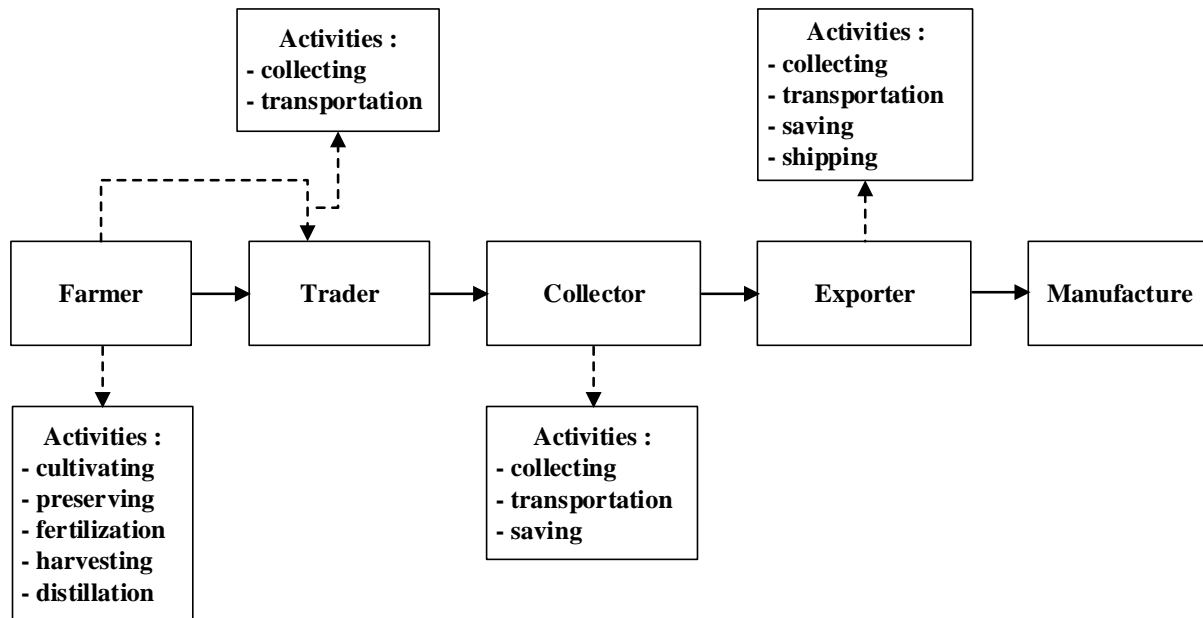 Activities :
- collecting
- transportation
Activities :
- collecting
- transportation
- saving
- shipping
Farmer
Trader
Collector
Exporter
Manufacture
Activities :
- cultivating
- preserving
- fertilization
- harvesting
- distillation
Activities :
- collecting
- transportation
- saving